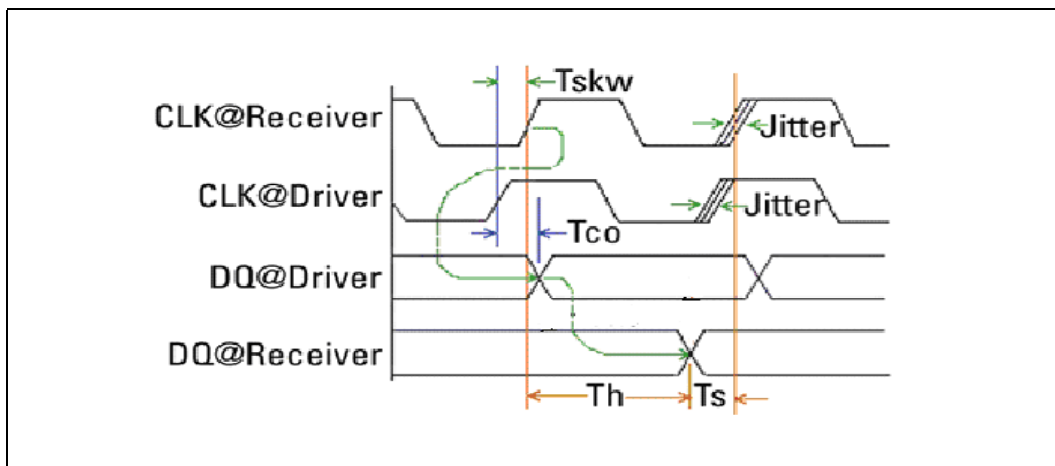 Tskw
CLK@Receiver
Jitter
CLK@Driver
Jitter
Tco
DQ@Driver
DQ@Receiver
Th
Ts